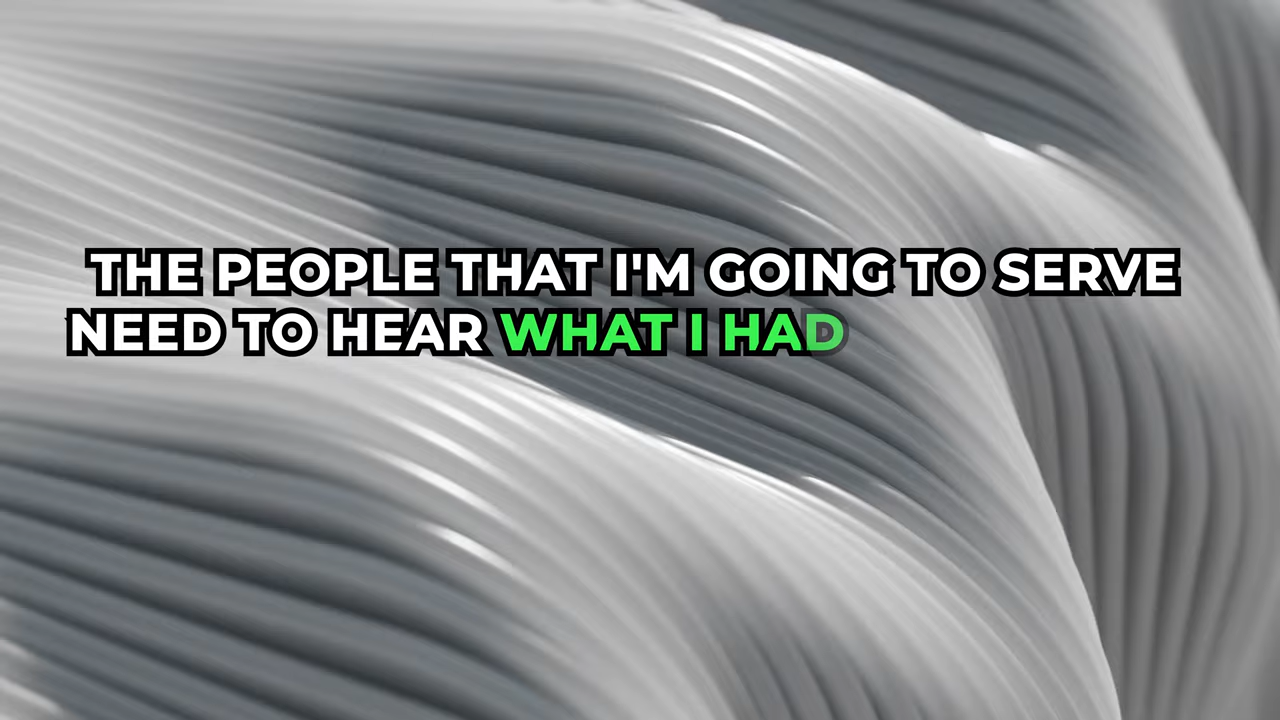 THE PEOPLE THAT I'M GOING TO SERVE
NEED TO HEAR WHAT I HAD